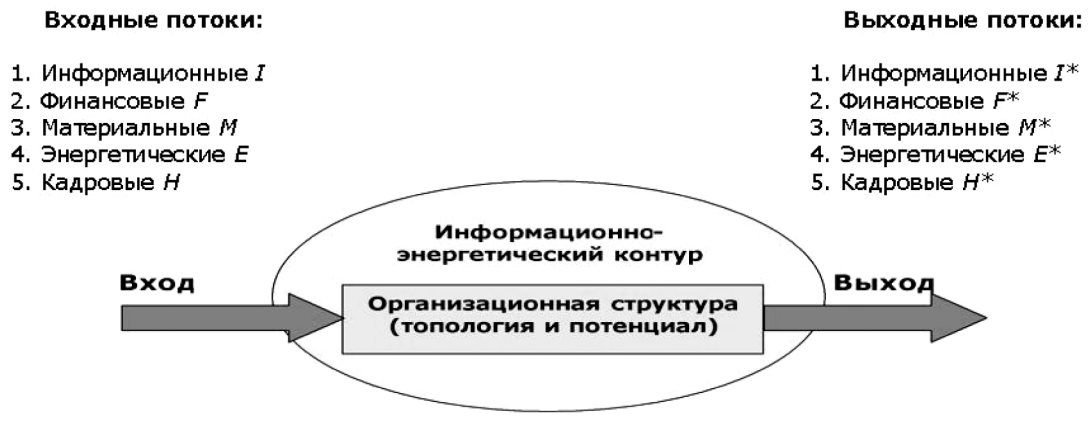 Входные потоки:
1. Информационные I
2. Финансовые F
3. Материальные M
4. Энергетические E
5. Кадровые H
Выходные потоки:
1. Информационные I*
2. Финансовые F*
3. Материальные M*
4. Энергетические E*
5. Кадровые H*
Информационно-
энергетический контур
Вход
Организационная структура
(топология и потенциал)
Выход